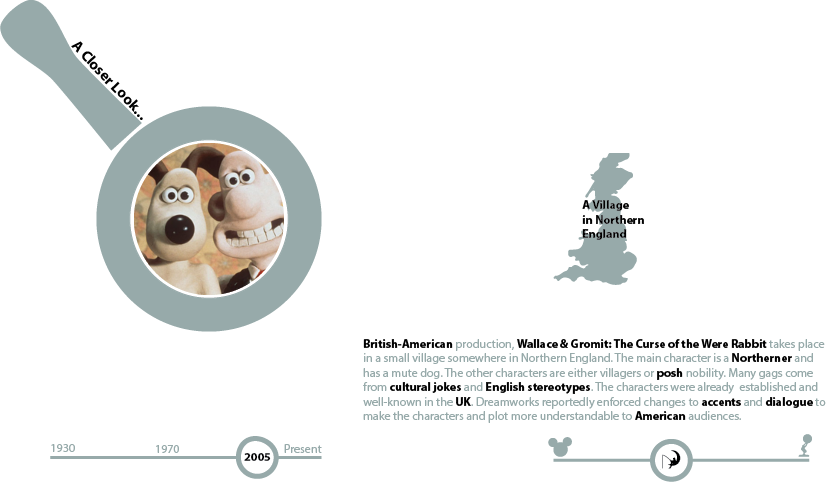 A Closer Look...
A Village
in Northern
England
British-American production, Wallace & Gromit: The Curse of the Were Rabbit takes place
in a small village somewhere in Northern England. The main character is a Northerner and
has a mute dog. The other characters are either villagers or posh nobility. Many gags come
from cultural jokes and English stereotypes. The characters were already established and
well-known in the UK. Dreamworks reportedly enforced changes to accents and dialogue to
make the characters and plot more understandable to American audiences.
1930
1970
2005
Present